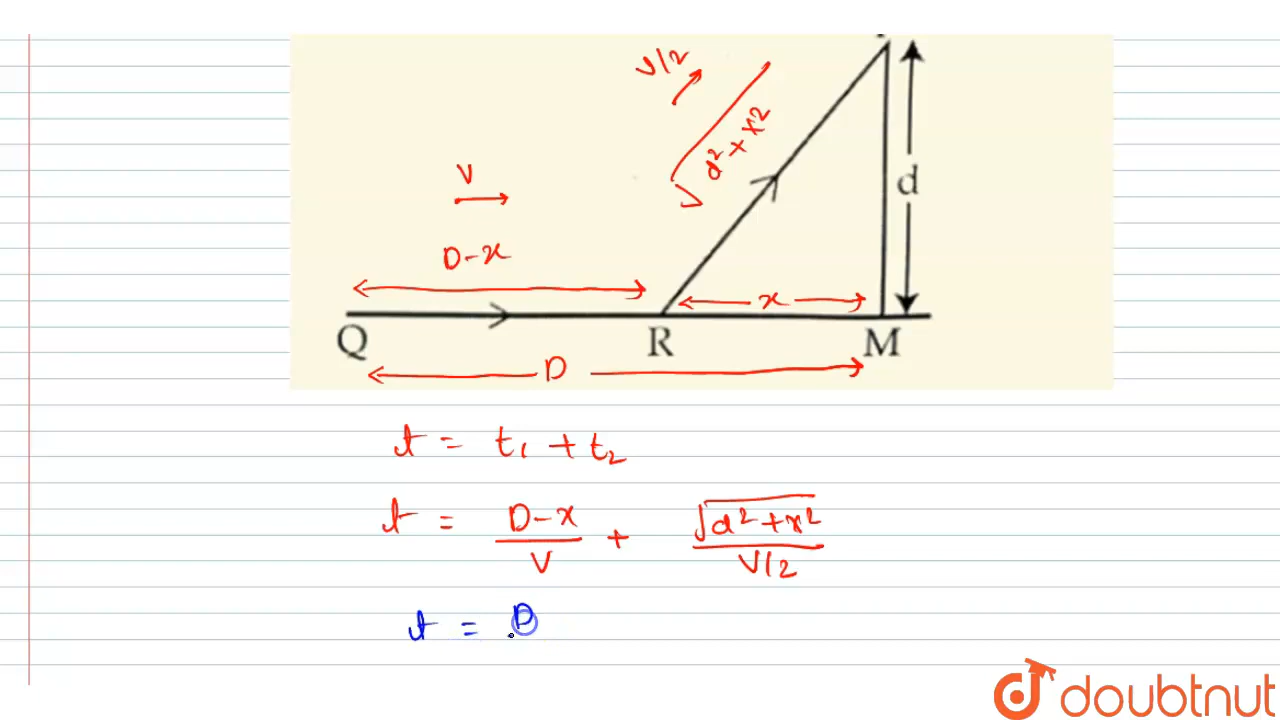 V/2
√d²+x²
V
d
D-x
x
Q R M
D
t = t₁ + t₂
t = D-x/V + √d²+x²/V/2
t = D
doubtnut